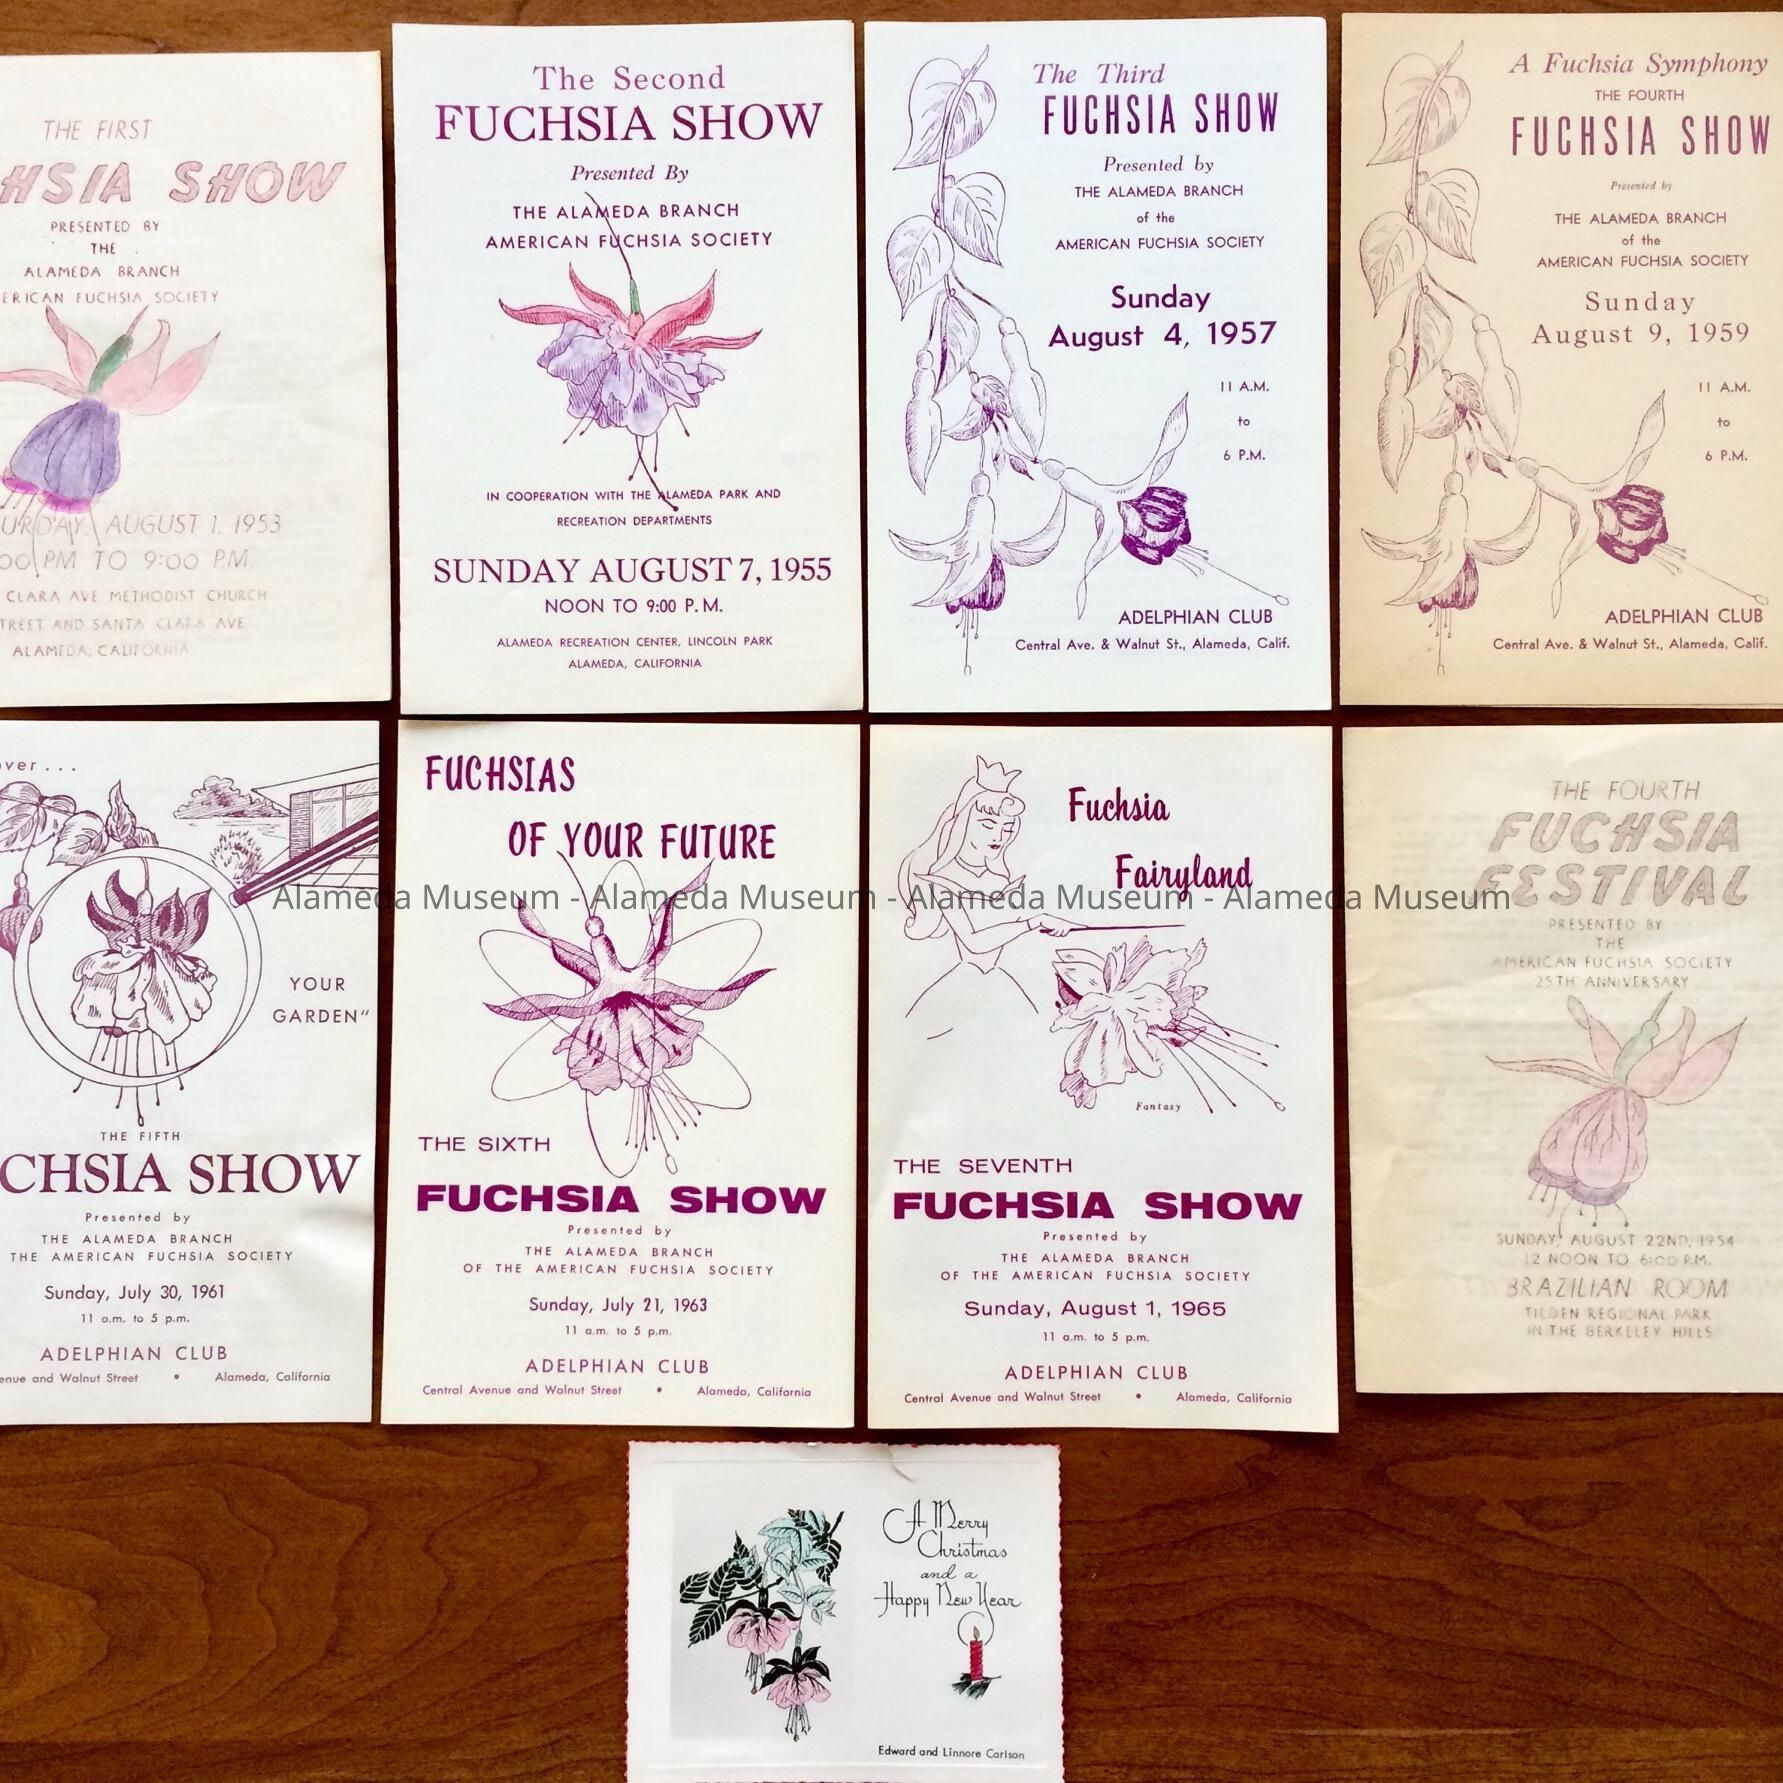 THE FIRST
HSIA SHOW
PRESENTED BY
THE
ALAMEDA BRANCH
ERICAN FUCHSIA SOCIETY
URDAY, AUGUST 1, 1953
00 PM TO 9:00 P.M.
CLARA AVE. METHODIST CHURCH
TREET AND SANTA CLARA AVE.
ALAMEDA, CALIFORNIA
The Second
FUCHSIA SHOW
Presented By
THE ALAMEDA BRANCH
AMERICAN FUCHSIA SOCIETY
IN COOPERATION WITH THE ALAMEDA PARK AND
RECREATION DEPARTMENTS
SUNDAY AUGUST 7, 1955
NOON TO 9:00 P.M.
ALAMEDA RECREATION CENTER, LINCOLN PARK
ALAMEDA, CALIFORNIA
The Third
FUCHSIA SHOW
Presented by
THE ALAMEDA BRANCH
of the
AMERICAN FUCHSIA SOCIETY
Sunday
August 4, 1957
11 A.M.
to
6 P.M.
ADELPHIAN CLUB
Central Ave. & Walnut St., Alameda, Calif.
A Fuchsia Symphony
THE FOURTH
FUCHSIA SHOW
Presented by
THE ALAMEDA BRANCH
of the
AMERICAN FUCHSIA SOCIETY
Sunday
August 9, 1959
11 A.M.
to
6 P.M.
ADELPHIAN CLUB
Central Ave. & Walnut St., Alameda, Calif.
over . . .
YOUR
GARDEN"
THE FIFTH
CHSIA SHOW
Presented by
THE ALAMEDA BRANCH
THE AMERICAN FUCHSIA SOCIETY
Sunday, July 30, 1961
11 a.m. to 5 p.m.
ADELPHIAN CLUB
enue and Walnut Street • Alameda, California
FUCHSIAS
OF YOUR FUTURE
THE SIXTH
FUCHSIA SHOW
Presented by
THE ALAMEDA BRANCH
OF THE AMERICAN FUCHSIA SOCIETY
Sunday, July 21, 1963
11 a.m. to 5 p.m.
ADELPHIAN CLUB
Central Avenue and Walnut Street • Alameda, California
Fuchsia
Fairyland
Fantasy
THE SEVENTH
FUCHSIA SHOW
Presented by
THE ALAMEDA BRANCH
OF THE AMERICAN FUCHSIA SOCIETY
Sunday, August 1, 1965
11 a.m. to 5 p.m.
ADELPHIAN CLUB
Central Avenue and Walnut Street • Alameda, California
THE FOURTH
FUCHSIA
FESTIVAL
PRESENTED BY
THE
AMERICAN FUCHSIA SOCIETY
25TH ANNIVERSARY
SUNDAY, AUGUST 22ND, 1954
12 NOON TO 6:00 P.M.
BRAZILIAN ROOM
TILDEN REGIONAL PARK
IN THE BERKELEY HILLS
Alameda Museum - Alameda Museum - Alameda Museum - Alameda Museum
A Merry
Christmas
and a
Happy New Year
Edward and Linnore Carlson